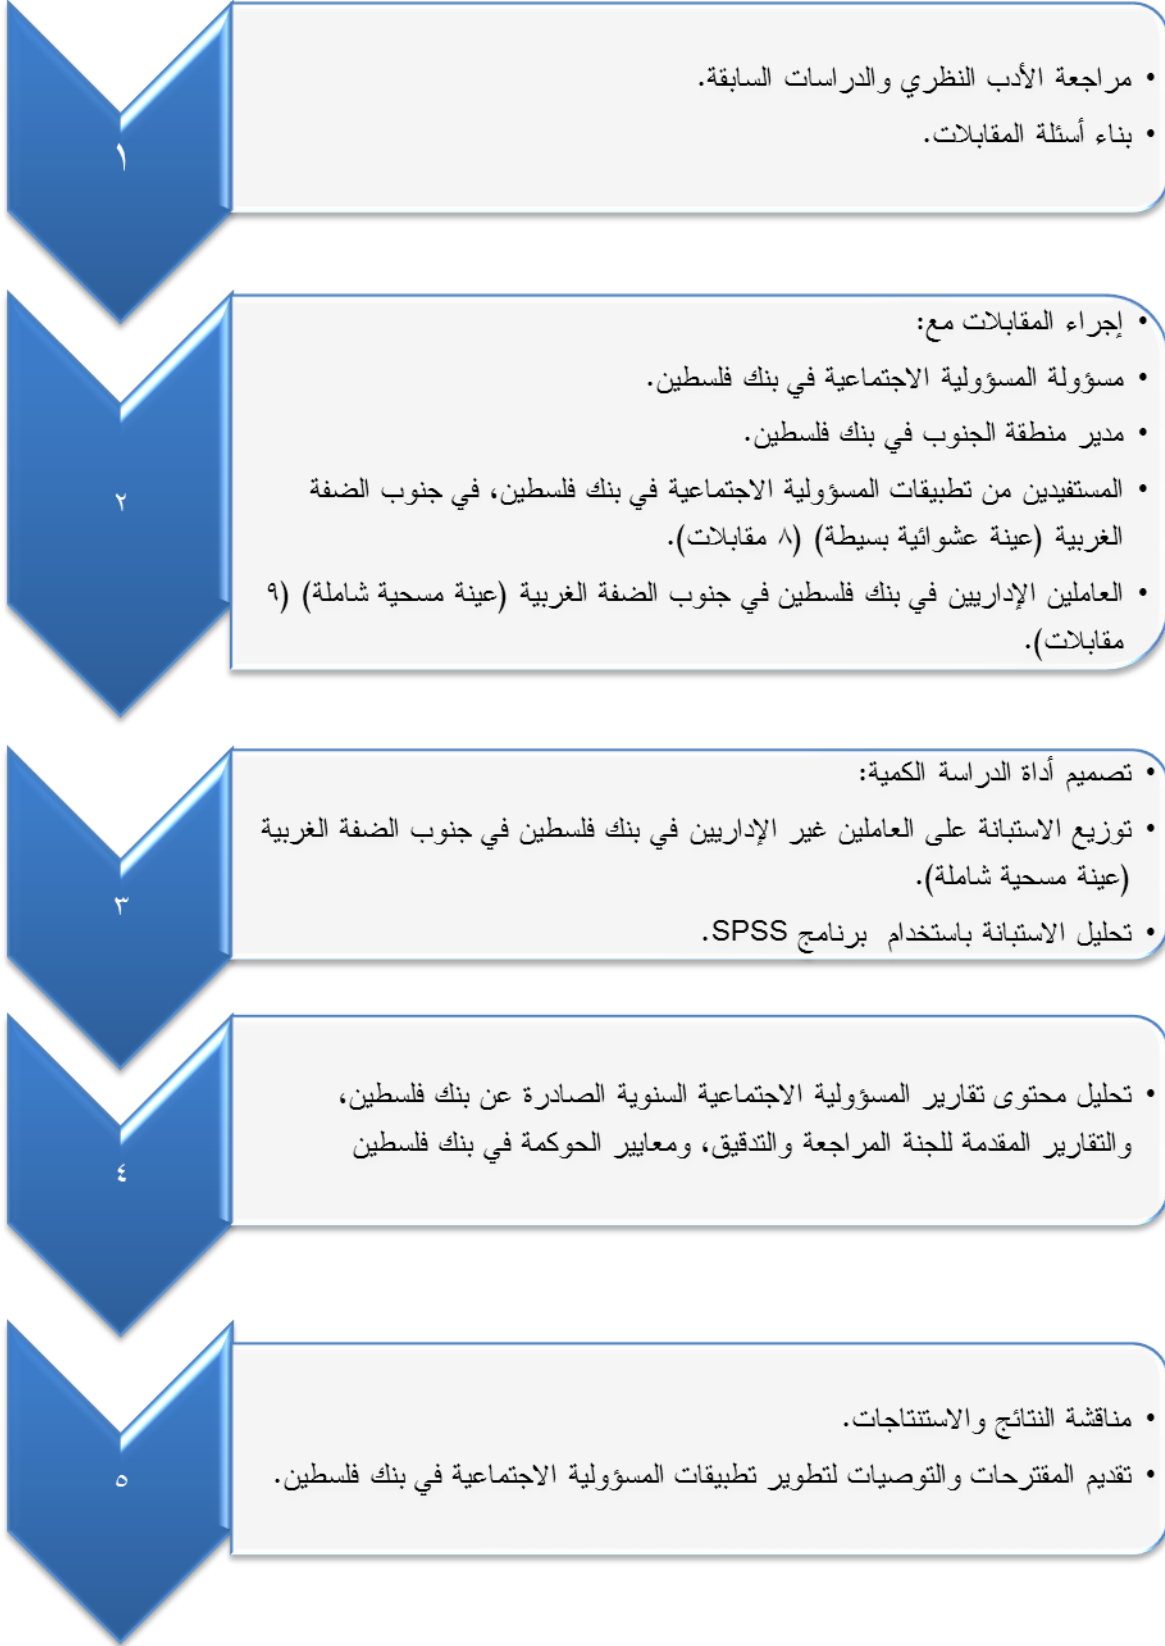 ١
• مراجعة الأدب النظري والدراسات السابقة.
• بناء أسئلة المقابلات.
٢
• إجراء المقابلات مع:
• مسؤولة المسؤولية الاجتماعية في بنك فلسطين.
• مدير منطقة الجنوب في بنك فلسطين.
• المستفيدين من تطبيقات المسؤولية الاجتماعية في بنك فلسطين، في جنوب الضفة
الغربية (عينة عشوائية بسيطة) (٨ مقابلات).
• العاملين الإداريين في بنك فلسطين في جنوب الضفة الغربية (عينة مسحية شاملة) (٩
مقابلات).
٣
• تصميم أداة الدراسة الكمية:
• توزيع الاستبانة على العاملين غير الإداريين في بنك فلسطين في جنوب الضفة الغربية
(عينة مسحية شاملة).
• تحليل الاستبانة باستخدام برنامج SPSS.
٤
• تحليل محتوى تقارير المسؤولية الاجتماعية السنوية الصادرة عن بنك فلسطين،
والتقارير المقدمة للجنة المراجعة والتدقيق، ومعايير الحوكمة في بنك فلسطين
٥
• مناقشة النتائج والاستنتاجات.
• تقديم المقترحات والتوصيات لتطوير تطبيقات المسؤولية الاجتماعية في بنك فلسطين.